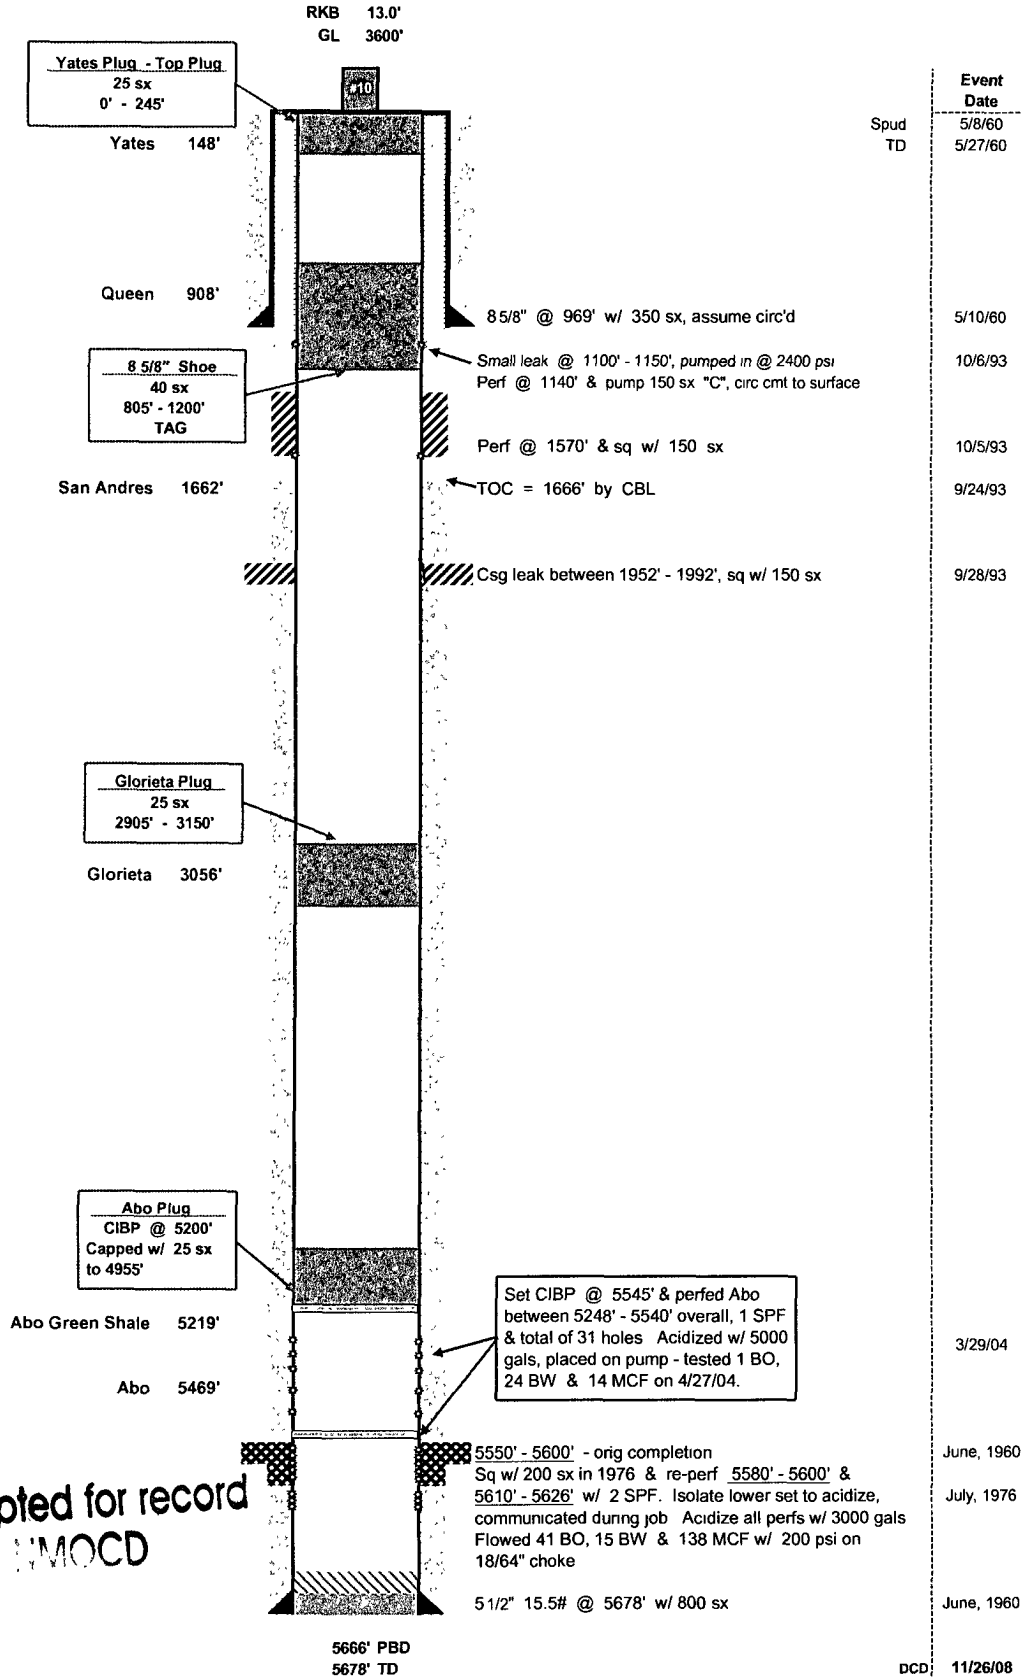 RKB 13.0'
GL 3600'
Yates Plug - Top Plug
25 sx
0' - 245'
#10
Event
Date
Spud 5/8/60
TD 5/27/60
Yates 148'
Queen 908'
8 5/8" @ 969' w/ 350 sx, assume circ'd 5/10/60
8 5/8" Shoe
40 sx
805' - 1200'
TAG
Small leak @ 1100' - 1150', pumped in @ 2400 psi 10/6/93
Perf @ 1140' & pump 150 sx "C", circ cmt to surface
Perf @ 1570' & sq w/ 150 sx 10/5/93
San Andres 1662'
TOC = 1666' by CBL 9/24/93
Csg leak between 1952' - 1992', sq w/ 150 sx 9/28/93
Glorieta Plug
25 sx
2905' - 3150'
Glorieta 3056'
Abo Plug
CIBP @ 5200'
Capped w/ 25 sx
to 4955'
Abo Green Shale 5219'
Abo 5469'
Set CIBP @ 5545' & perfed Abo
between 5248' - 5540' overall, 1 SPF
& total of 31 holes Acidized w/ 5000
gals, placed on pump - tested 1 BO,
24 BW & 14 MCF on 4/27/04.
3/29/04
5550' - 5600' - orig completion June, 1960
Sq w/ 200 sx in 1976 & re-perf 5580' - 5600' &
5610' - 5626' w/ 2 SPF. Isolate lower set to acidize, July, 1976
communicated during job Acidize all perfs w/ 3000 gals
Flowed 41 BO, 15 BW & 138 MCF w/ 200 psi on
18/64" choke
pted for record
NMOCD
5 1/2" 15.5# @ 5678' w/ 800 sx June, 1960
5666' PBD
5678' TD
DCD 11/26/08